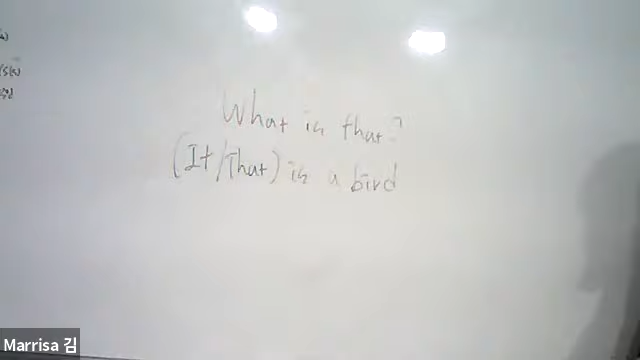 What is that?
(It/That) is a bird
Marrisa 김